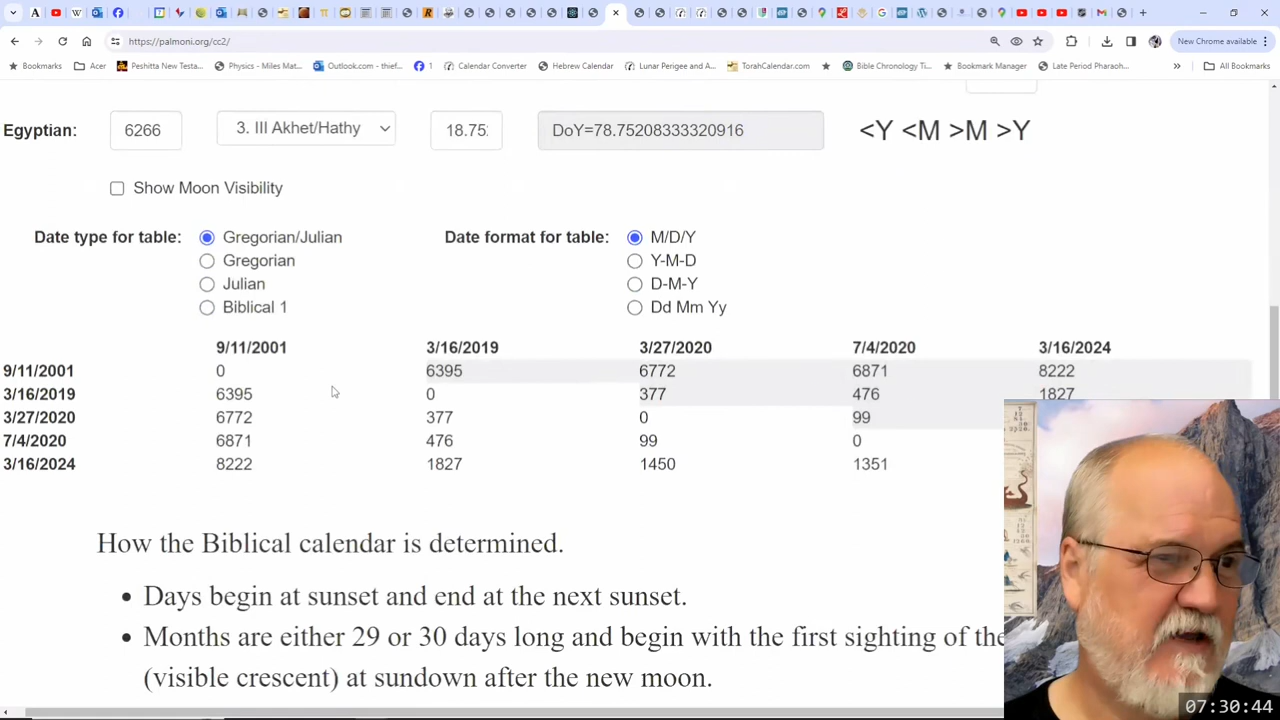 https://palmoni.org/cc2/
New Chrome available
Bookmarks Acer Peshitta New Testa... Physics - Miles Mat... Outlook.com - thief... 1 Calendar Converter Hebrew Calendar Lunar Perigee and A... TorahCalendar.com Bible Chronology Ti... Bookmark Manager Late Period Pharaoh... » All Bookmarks
Egyptian: 6266 3. III Akhet/Hathy 18.75 DoY=78.75208333320916 <Y <M >M >Y
Show Moon Visibility
Date type for table: Gregorian/Julian Date format for table: M/D/Y
Gregorian Y-M-D
Julian D-M-Y
Biblical 1 Dd Mm Yy
9/11/2001 3/16/2019 3/27/2020 7/4/2020 3/16/2024
9/11/2001 0 6395 6772 6871 8222
3/16/2019 6395 0 377 476 1827
3/27/2020 6772 377 0 99
7/4/2020 6871 476 99 0
3/16/2024 8222 1827 1450 1351
How the Biblical calendar is determined.
• Days begin at sunset and end at the next sunset.
• Months are either 29 or 30 days long and begin with the first sighting of the
(visible crescent) at sundown after the new moon.
07:30:44